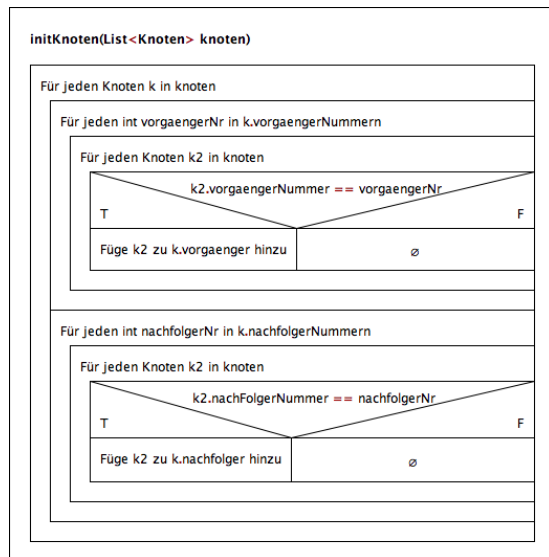 initKnoten(List<Knoten> knoten)
Für jeden Knoten k in knoten
Für jeden int vorgaengerNr in k.vorgaengerNummern
Für jeden Knoten k2 in knoten
k2.vorgaengerNummer == vorgaengerNr
T F
Füge k2 zu k.vorgaenger hinzu ∅
Für jeden int nachfolgerNr in k.nachfolgerNummern
Für jeden Knoten k2 in knoten
k2.nachFolgerNummer == nachfolgerNr
T F
Füge k2 zu k.nachfolger hinzu ∅